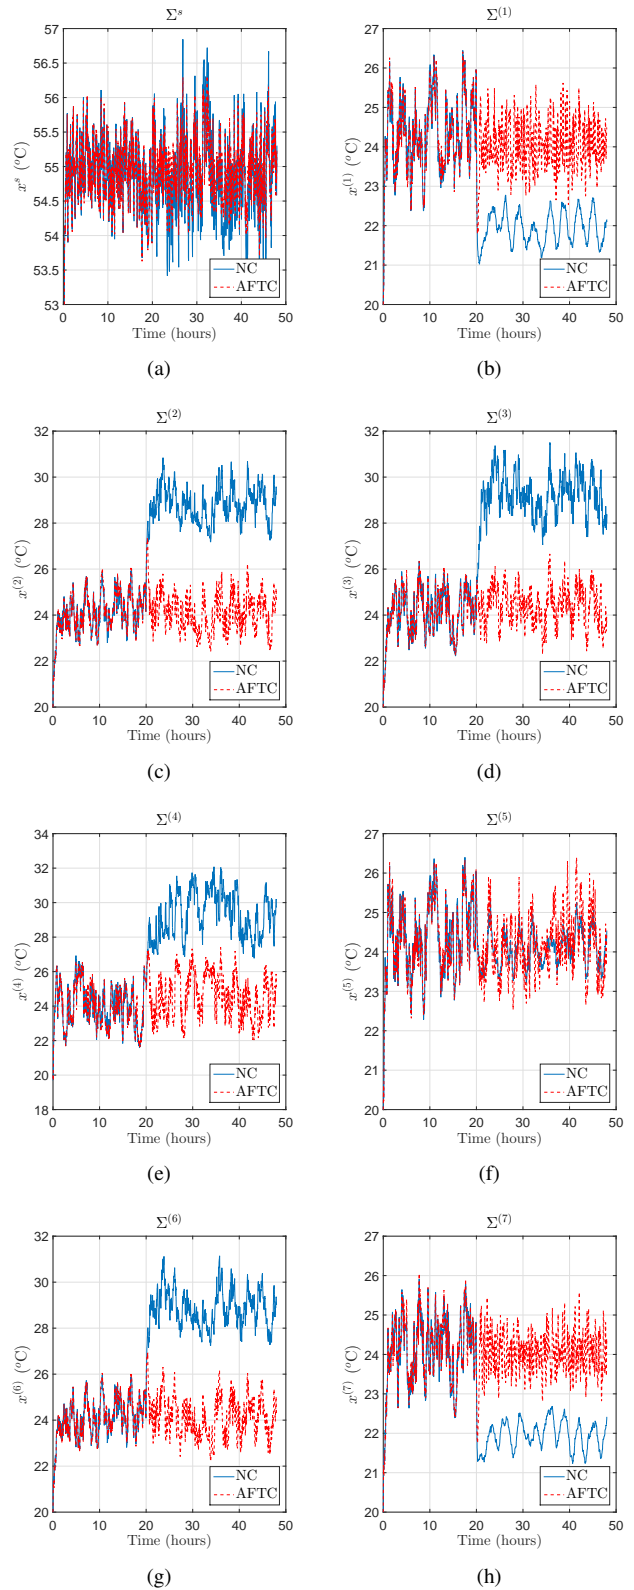 Σ^s
57
56.5
56
55.5
55
54.5
54
53.5
53
x^s (°C)
NC
AFTC
0 10 20 30 40 50
Time (hours)
(a)
Σ^(1)
27
26
25
24
23
22
21
20
x^(1) (°C)
NC
AFTC
0 10 20 30 40 50
Time (hours)
(b)
Σ^(2)
32
30
28
26
24
22
20
x^(2) (°C)
NC
AFTC
0 10 20 30 40 50
Time (hours)
(c)
Σ^(3)
32
30
28
26
24
22
20
x^(3) (°C)
NC
AFTC
0 10 20 30 40 50
Time (hours)
(d)
Σ^(4)
34
32
30
28
26
24
22
20
18
x^(4) (°C)
NC
AFTC
0 10 20 30 40 50
Time (hours)
(e)
Σ^(5)
27
26
25
24
23
22
21
20
x^(5) (°C)
NC
AFTC
0 10 20 30 40 50
Time (hours)
(f)
Σ^(6)
32
30
28
26
24
22
20
x^(6) (°C)
NC
AFTC
0 10 20 30 40 50
Time (hours)
(g)
Σ^(7)
27
26
25
24
23
22
21
20
x^(7) (°C)
NC
AFTC
0 10 20 30 40 50
Time (hours)
(h)